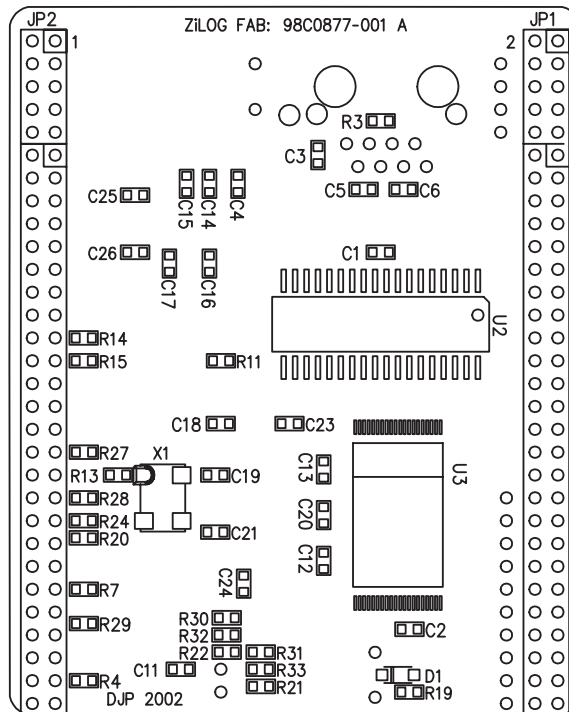 JP2 ZiLOG FAB: 98C0877-001 A JP1
1 2
R3
C3
C25 C15 C14 C4 C5 C6
C26 C17 C16 C1
U2
R14
R15 R11
C18 C23
R27 X1
R13 C19 C13 U3
R28
R24 C20
R20 C21
C12
R7 C24
R30
R29 R32 C2
R22 R31
C11 R33
R4 R21 D1
DJP 2002 R19